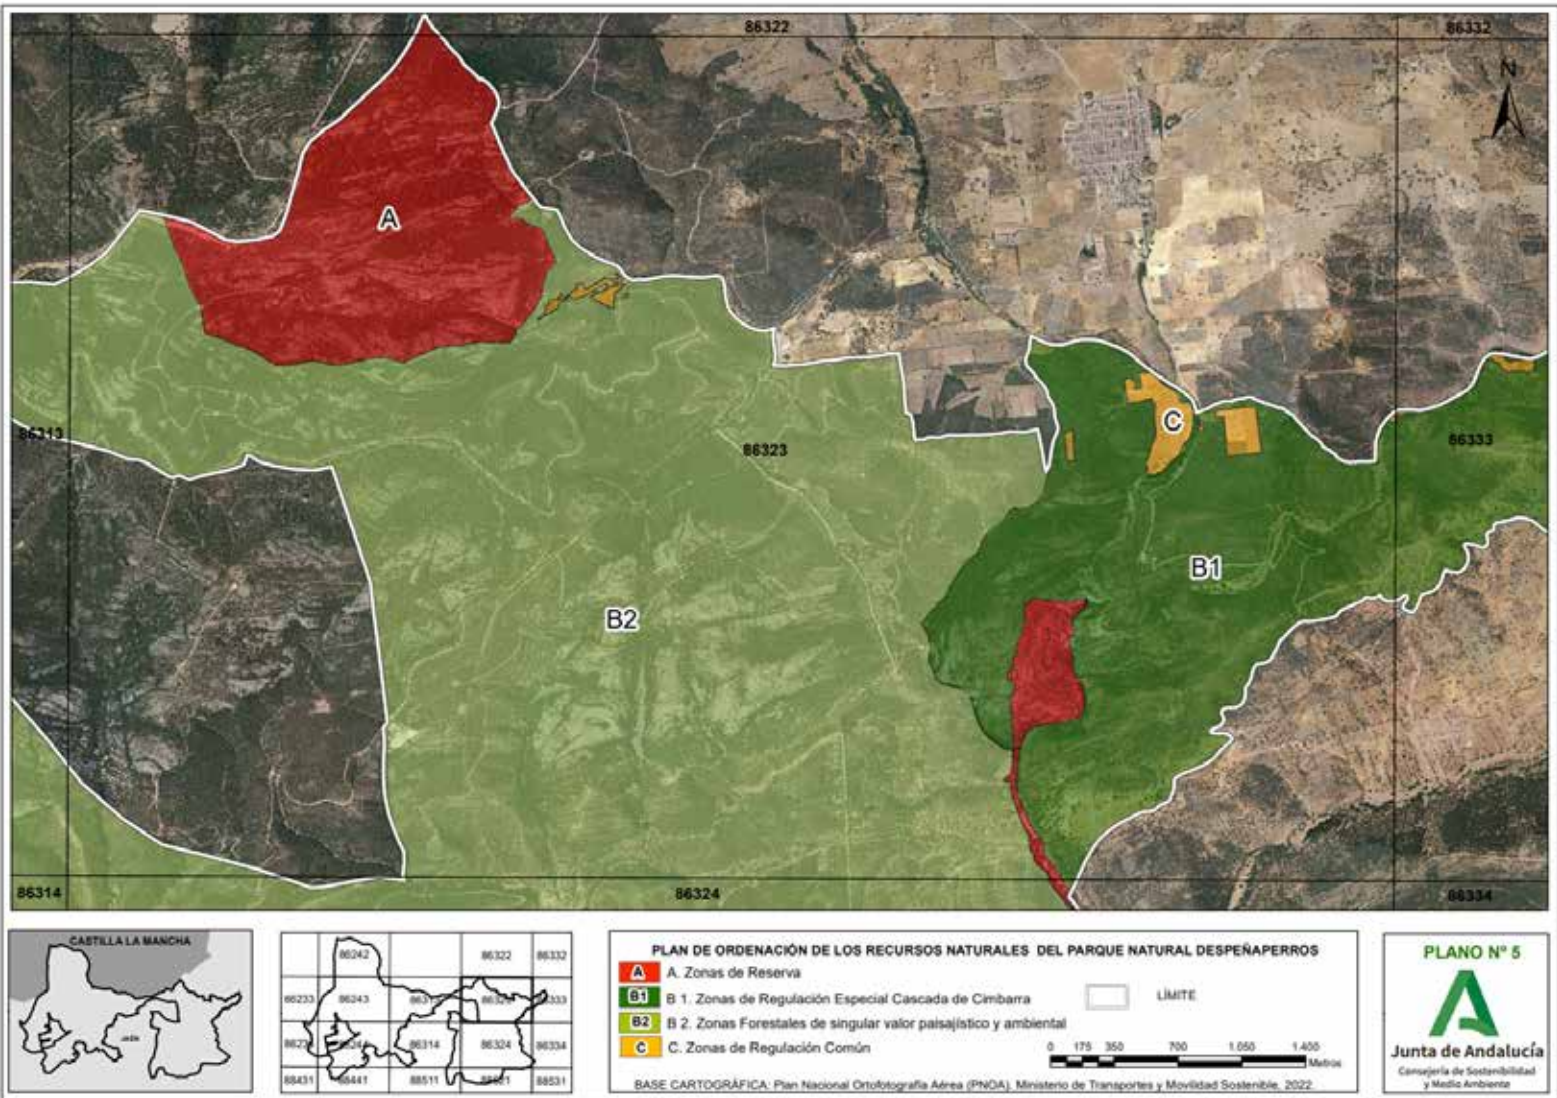 86322
86332
N
A
86313
86323
C
86333
B1
B2
86314
86324
86334
CASTILLA LA MANCHA
JAÉN
86242
86322
86332
86233
86243
86314
86324
86334
88431
88511
88531
PLAN DE ORDENACIÓN DE LOS RECURSOS NATURALES DEL PARQUE NATURAL DESPEÑAPERROS
A A. Zonas de Reserva
B1 B 1. Zonas de Regulación Especial Cascada de Cimbarra
LÍMITE
B2 B 2. Zonas Forestales de singular valor paisajístico y ambiental
C C. Zonas de Regulación Común
0 175 350 700 1.050 1.400
Metros
BASE CARTOGRÁFICA: Plan Nacional Ortofotografía Aérea (PNOA). Ministerio de Transportes y Movilidad Sostenible, 2022.
PLANO Nº 5
Junta de Andalucía
Consejería de Sostenibilidad
y Medio Ambiente